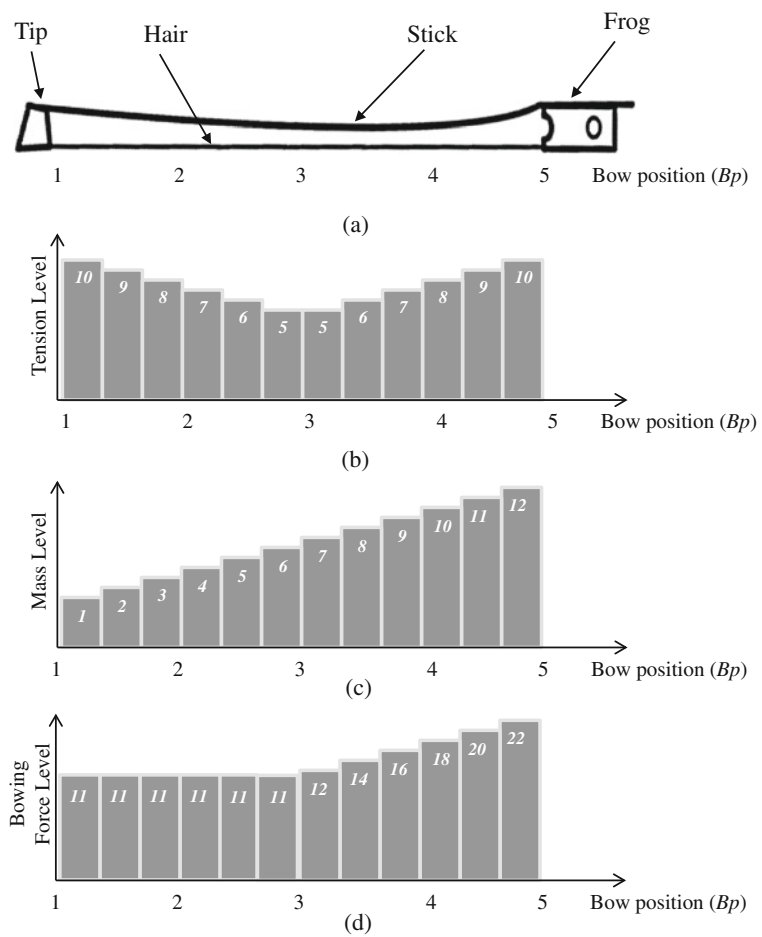 Tip
Hair
Stick
Frog
1 2 3 4 5 Bow position (Bp)
(a)
Tension Level
10 9 8 7 6 5 5 6 7 8 9 10
1 2 3 4 5 Bow position (Bp)
(b)
Mass Level
1 2 3 4 5 6 7 8 9 10 11 12
1 2 3 4 5 Bow position (Bp)
(c)
Bowing
Force Level
11 11 11 11 11 11 12 14 16 18 20 22
1 2 3 4 5 Bow position (Bp)
(d)